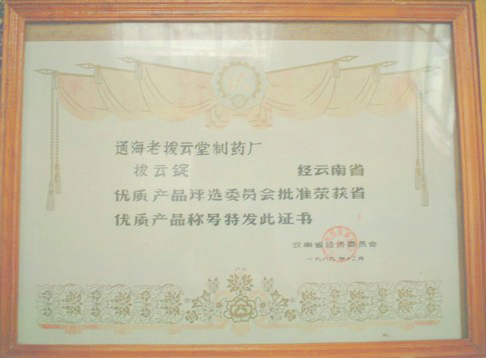 通海老拨云堂制药厂
拨云锭 经云南省
优质产品评选委员会批准荣获省
优质产品称号特发此证书
云南省经济委员会
一九八九年十二月